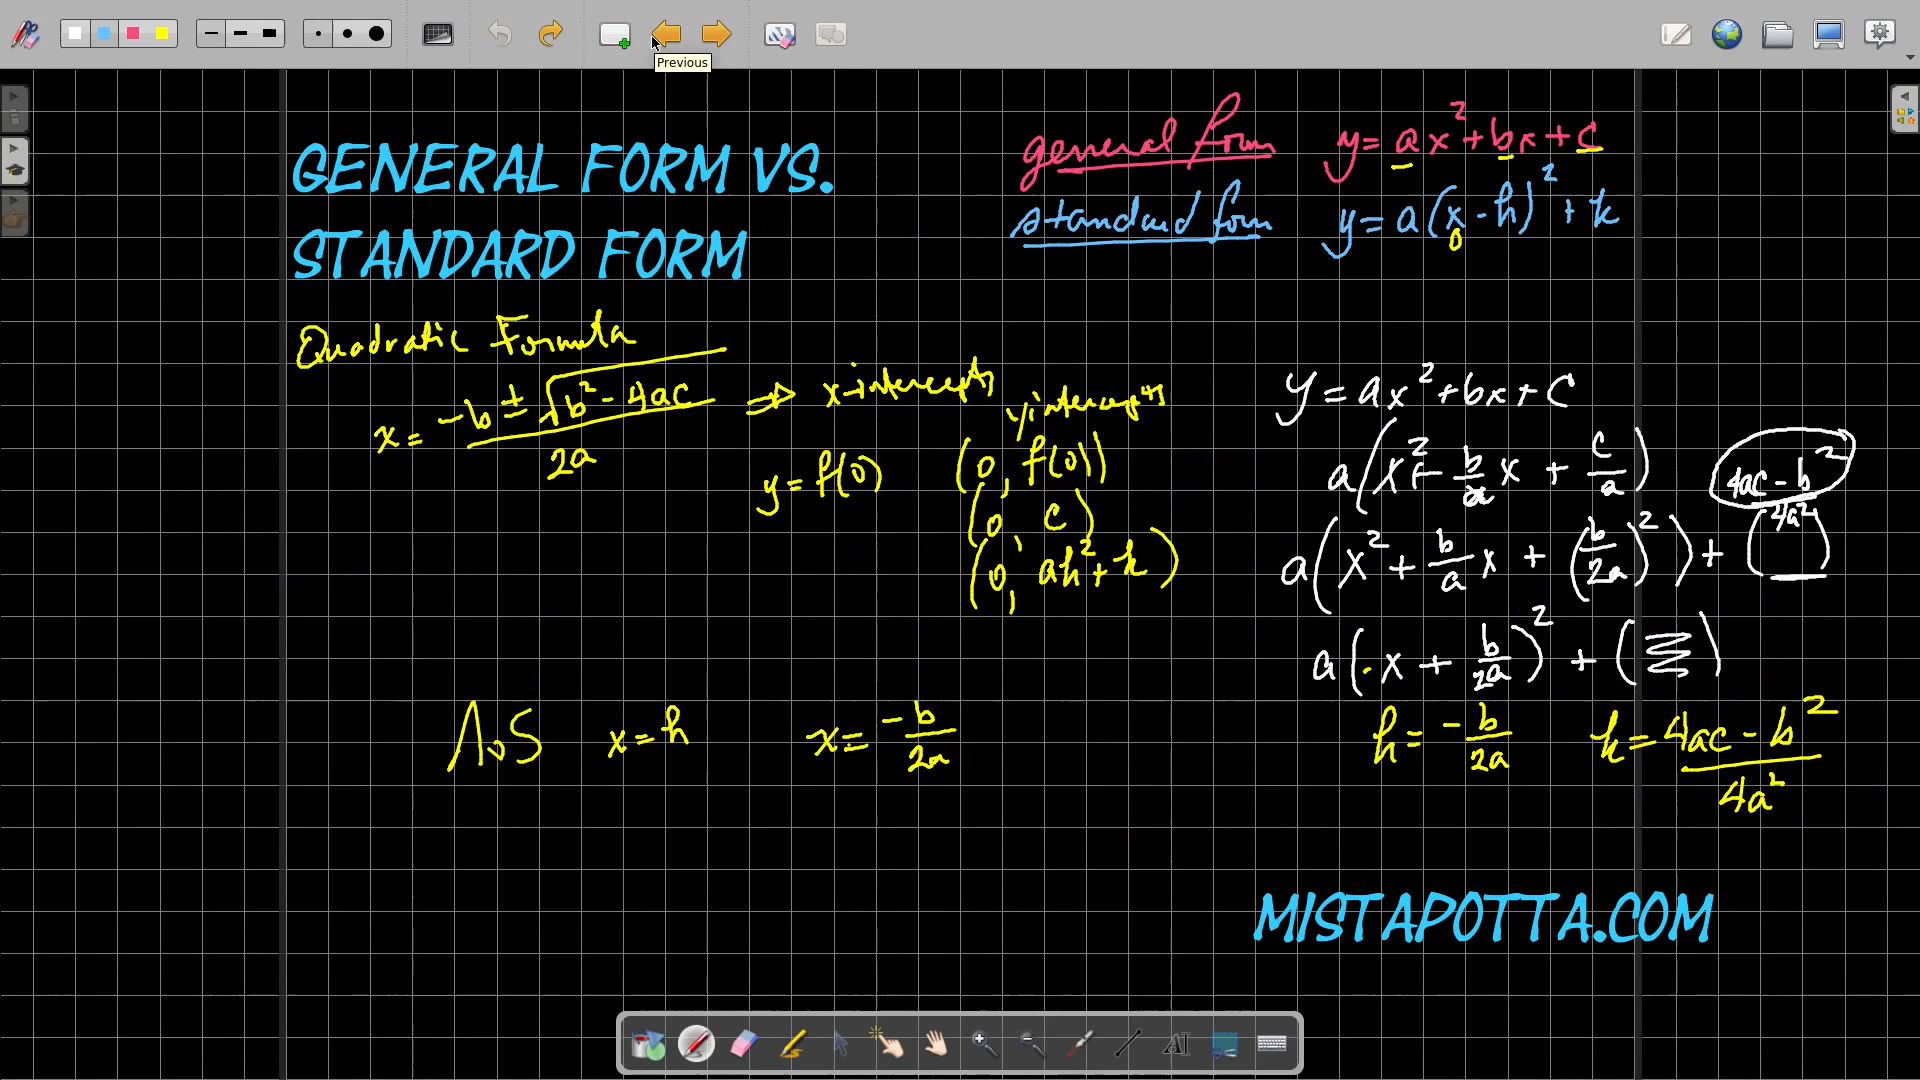 Previous
GENERAL FORM VS.
STANDARD FORM
general form y = ax² + bx + c
standard form y = a(x - h)² + k
0
Quadratic Formula
x = -b ± √b² - 4ac / 2a ⇒ x-intercepts
y intercepts
y = f(0) (0, f(0))
(0, c)
(0, ah² + k)
y = ax² + bx + c
a(x² + b/a x + c/a)
4ac - b² / 4a²
a(x² + b/a x + (b/2a)²) + ( )
a(x + b/2a)² + ( )
AoS x = h x = -b/2a
h = -b/2a k = 4ac - b² / 4a²
MISTAPOTTA.COM
AI